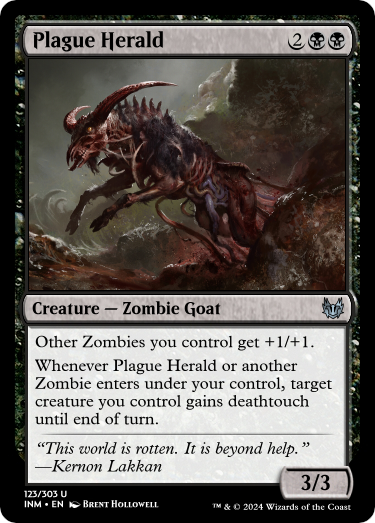 Plague Herald 2
Creature — Zombie Goat
Other Zombies you control get +1/+1.
Whenever Plague Herald or another
Zombie enters under your control, target
creature you control gains deathtouch
until end of turn.
"This world is rotten. It is beyond help."
—Kernon Lakkan
3/3
123/303 U
INM • EN Brent Hollowell
™ & © 2024 Wizards of the Coast